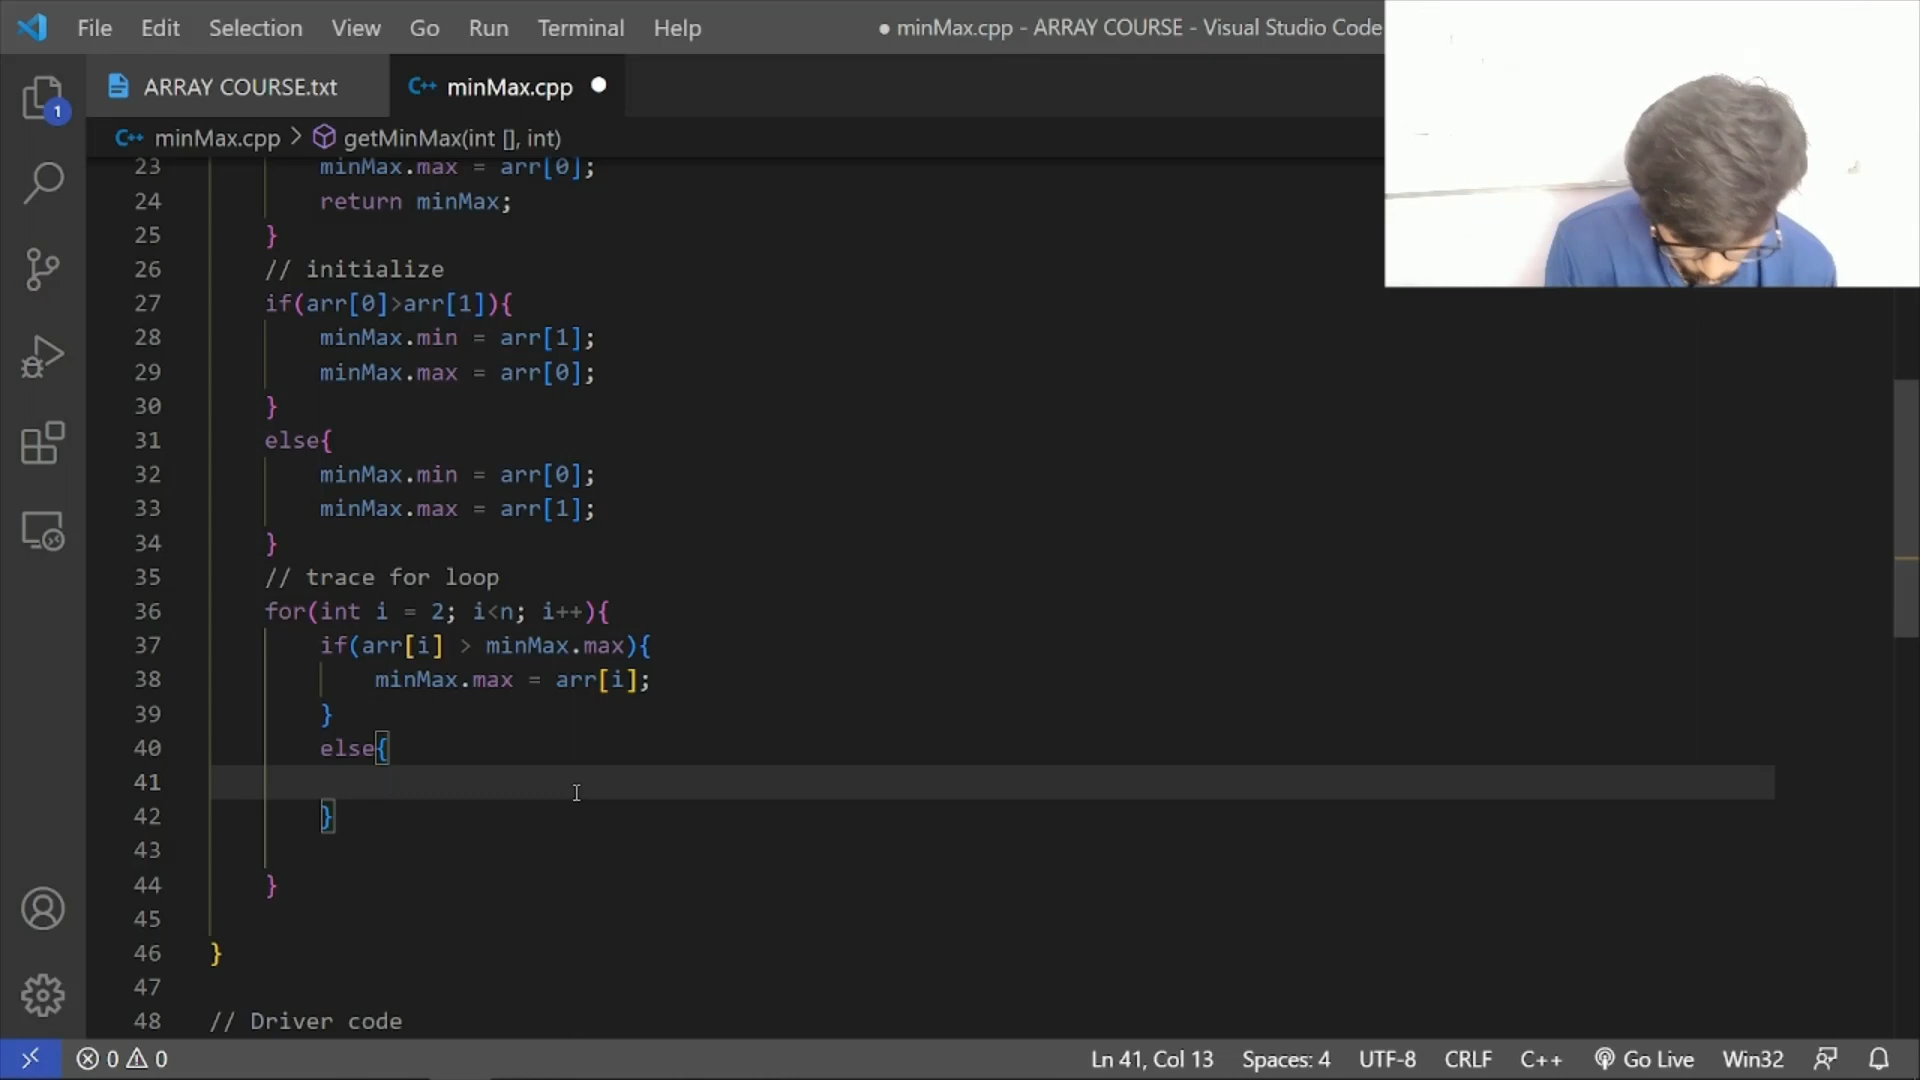 File Edit Selection View Go Run Terminal Help
● minMax.cpp - ARRAY COURSE - Visual Studio Code
ARRAY COURSE.txt
C++ minMax.cpp ●
1
C++ minMax.cpp > getMinMax(int [], int)
23 minMax.max = arr[0];
24 return minMax;
25 }
26 // initialize
27 if(arr[0]>arr[1]){
28 minMax.min = arr[1];
29 minMax.max = arr[0];
30 }
31 else{
32 minMax.min = arr[0];
33 minMax.max = arr[1];
34 }
35 // trace for loop
36 for(int i = 2; i<n; i++){
37 if(arr[i] > minMax.max){
38 minMax.max = arr[i];
39 }
40 else{
41
42 }
43
44 }
45
46 }
47
48 // Driver code
0 0 Ln 41, Col 13 Spaces: 4 UTF-8 CRLF C++ Go Live Win32